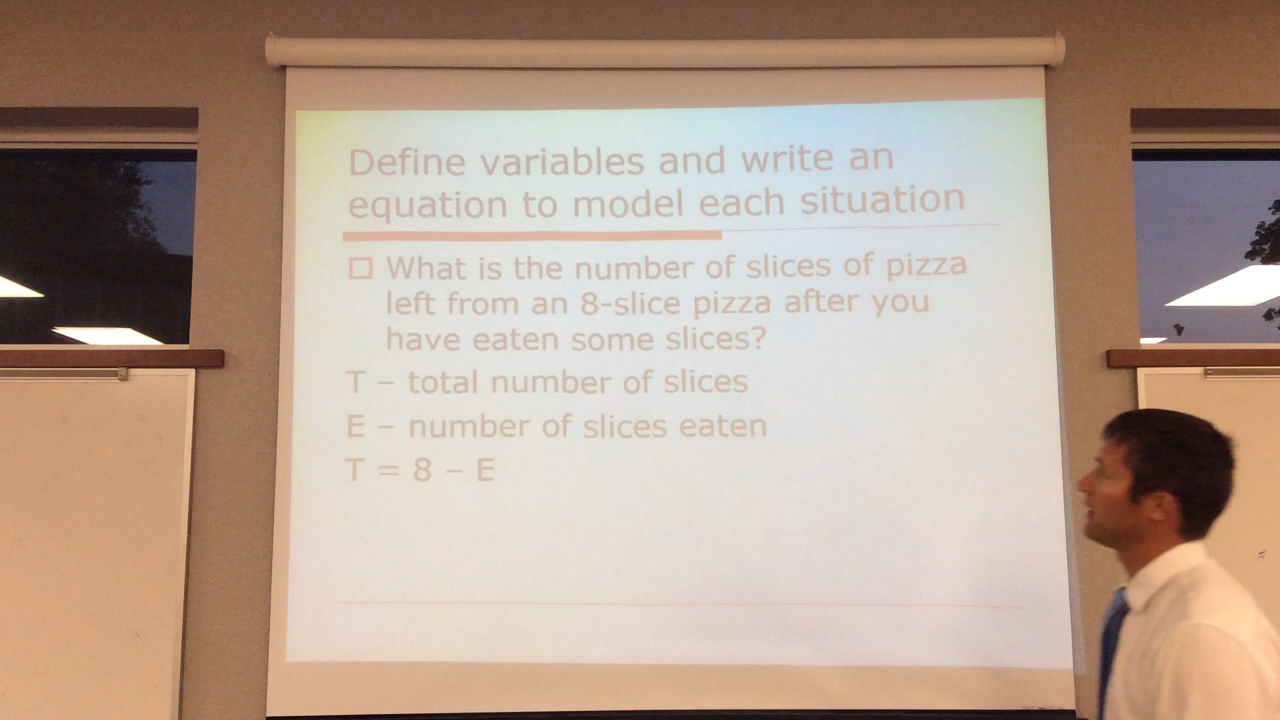 Define variables and write an
equation to model each situation
What is the number of slices of pizza
left from an 8-slice pizza after you
have eaten some slices?
T – total number of slices
E – number of slices eaten
T = 8 – E